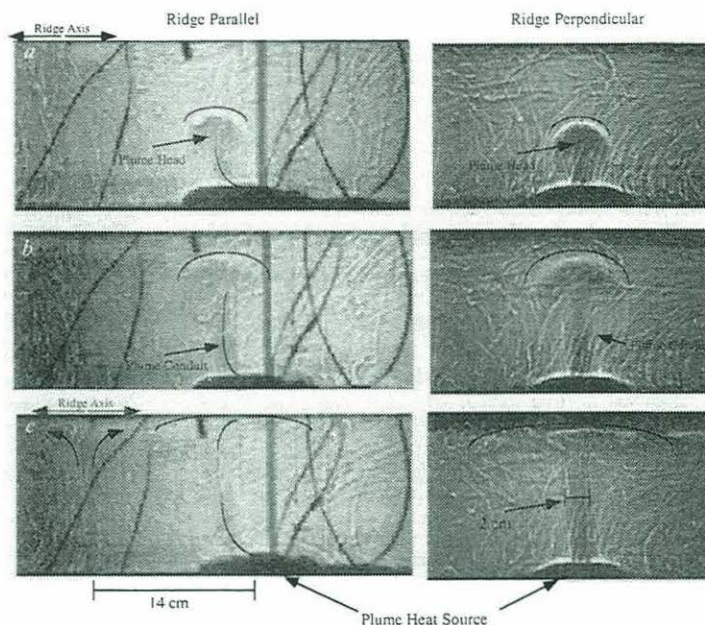 Ridge Parallel
Ridge Perpendicular
Ridge Axis
a
Plume Head
Plume Head
b
Plume Conduit
Ridge Axis
c
2 cm
14 cm
Plume Heat Source